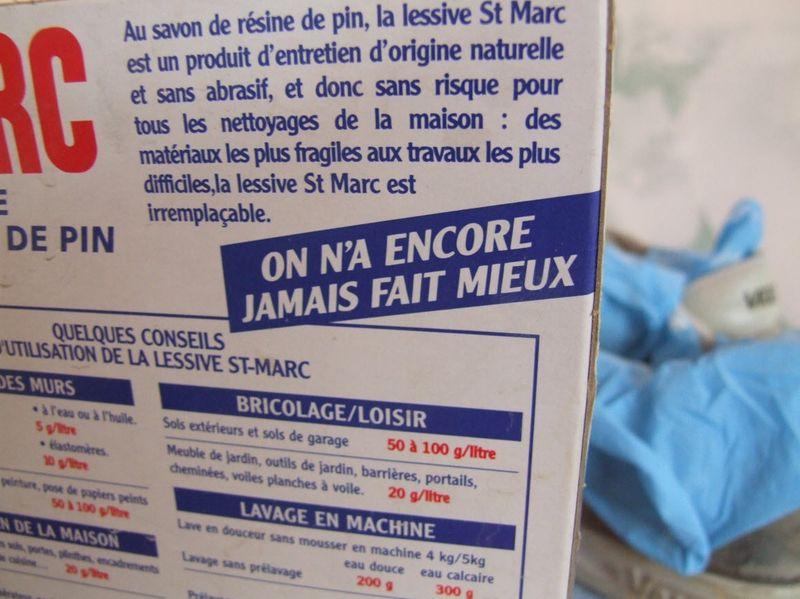 Au savon de résine de pin, la lessive St Marc
est un produit d'entretien d'origine naturelle
et sans abrasif, et donc sans risque pour
tous les nettoyages de la maison : des
matériaux les plus fragiles aux travaux les plus
difficiles,la lessive St Marc est
irremplaçable.
RC
E
DE PIN
ON N'A ENCORE
JAMAIS FAIT MIEUX
QUELQUES CONSEILS
D'UTILISATION DE LA LESSIVE ST-MARC
DES MURS
• à l'eau ou à l'huile.
5 g/litre
• élastomères.
10 g/litre
peinture, pose de papiers peints
50 à 100 g/litre
N DE LA MAISON
sols, portes, plinthes, encadrements
cuisine...
20 g/litre
BRICOLAGE/LOISIR
Sols extérieurs et sols de garage 50 à 100 g/litre
Meuble de jardin, outils de jardin, barrières, portails,
cheminées, voiles planches à voile. 20 g/litre
LAVAGE EN MACHINE
Lave en douceur sans mousser en machine 4 kg/5kg
eau douce eau calcaire
Lavage sans prélavage 200 g 300 g